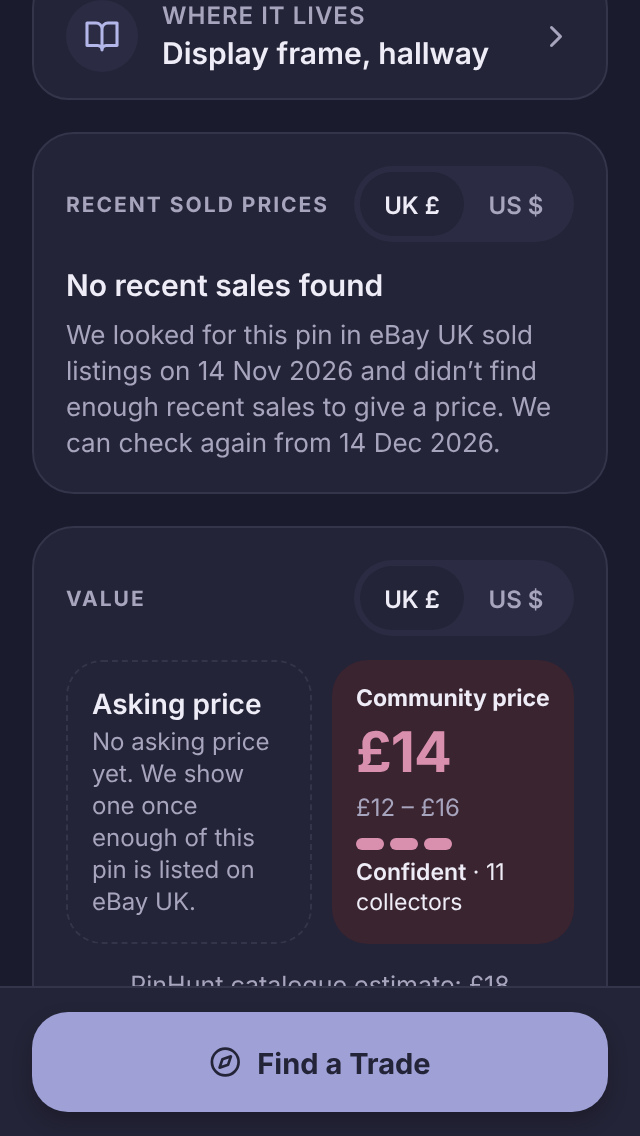 WHERE IT LIVES
Display frame, hallway
RECENT SOLD PRICES
UK £
US $
No recent sales found
We looked for this pin in eBay UK sold
listings on 14 Nov 2026 and didn’t find
enough recent sales to give a price. We
can check again from 14 Dec 2026.
VALUE
UK £
US $
Asking price
No asking price
yet. We show
one once
enough of this
pin is listed on
eBay UK.
Community price
£14
£12 – £16
Confident · 11
collectors
PinHunt catalogue estimate: £18
Find a Trade